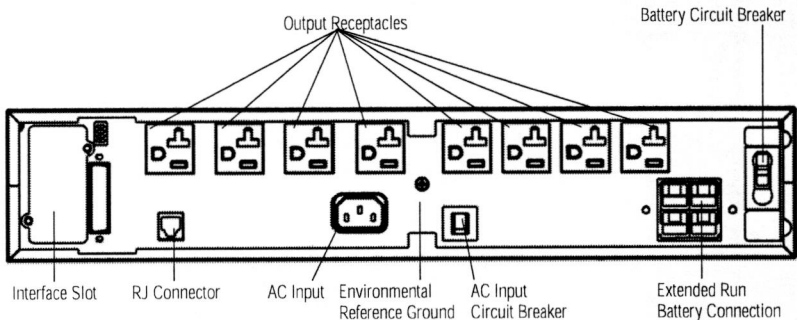 Output Receptacles
Battery Circuit Breaker
Interface Slot
RJ Connector
AC Input
Environmental
Reference Ground
AC Input
Circuit Breaker
Extended Run
Battery Connection